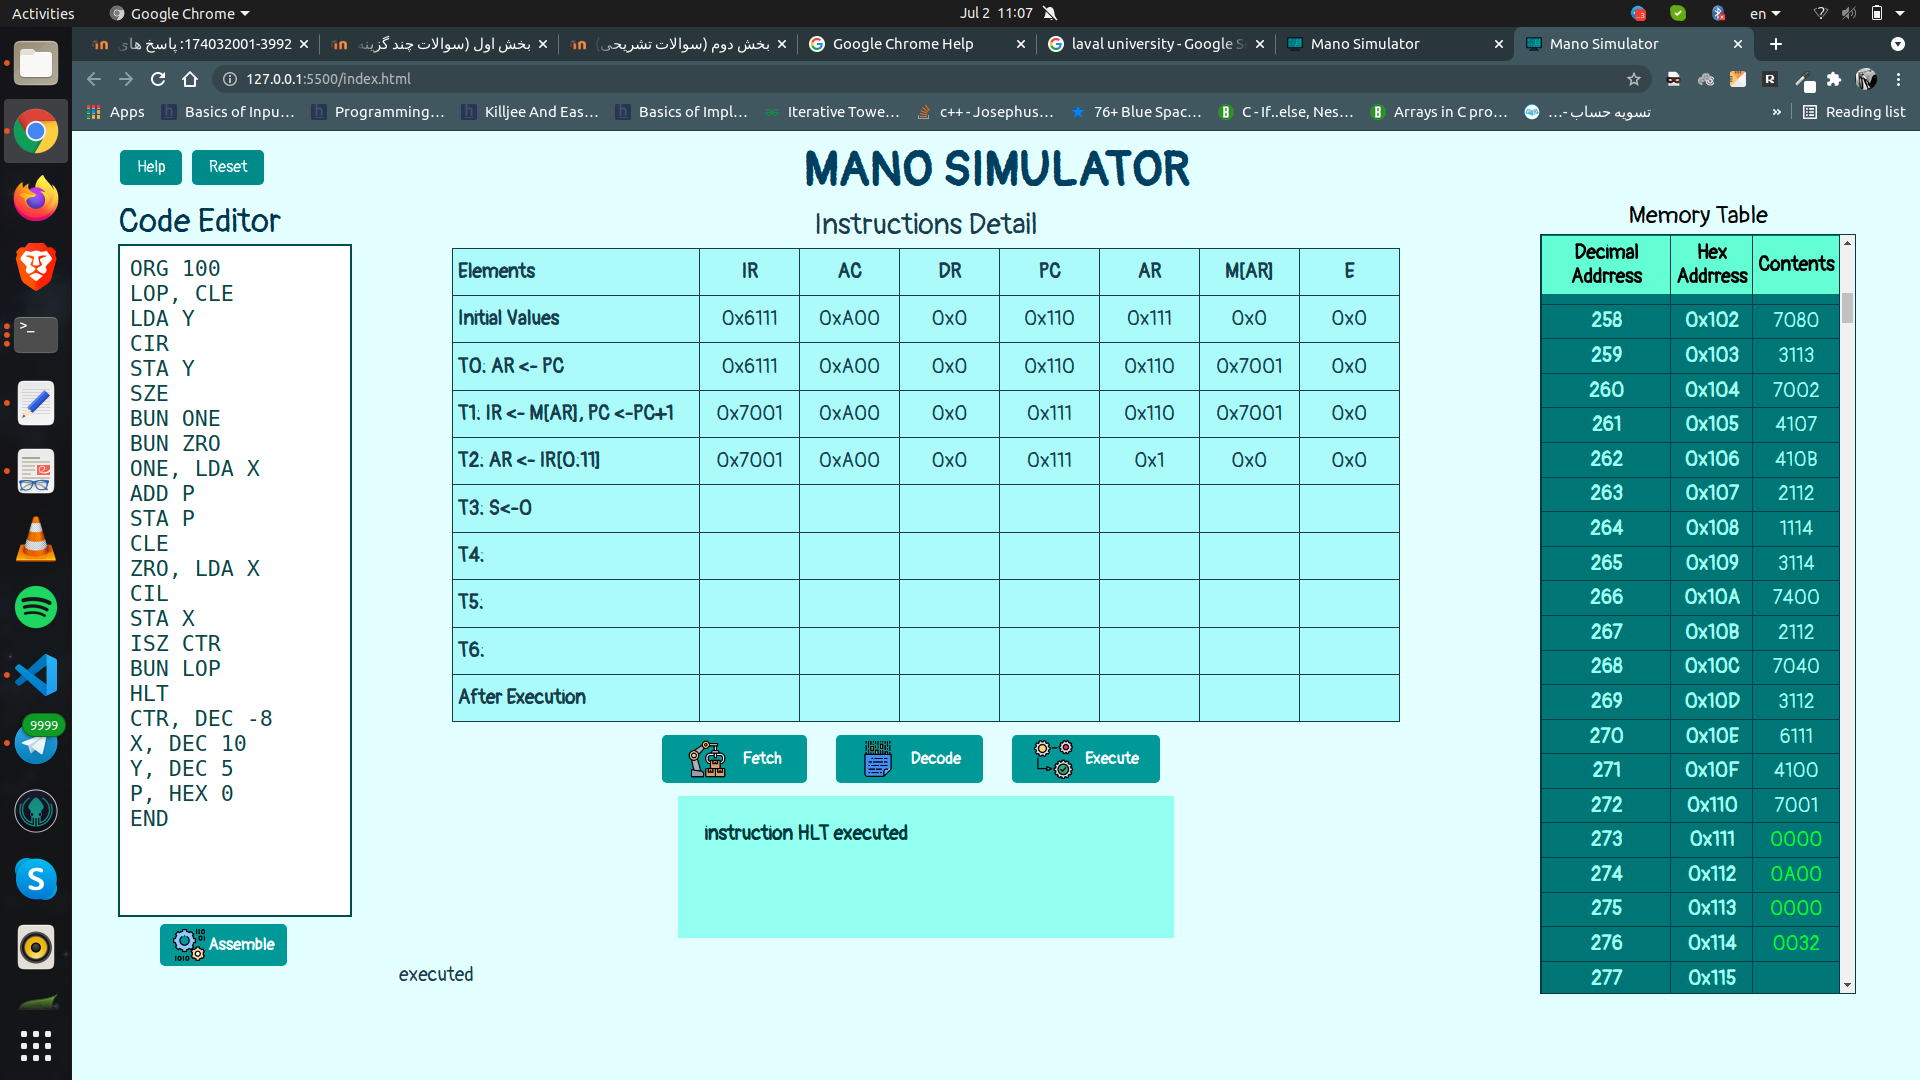 Activities
Google Chrome
Jul 2 11:07
3
en
174032001-3992: پاسخ های
بخش اول (سوالات چند گزینه
بخش دوم (سوالات تشریحی)
Google Chrome Help
laval university - Google S
Mano Simulator
Mano Simulator
127.0.0.1:5500/index.html
Apps
Basics of Inpu...
Programming...
Killjee And Eas...
Basics of Impl...
Iterative Towe...
c++ - Josephus...
76+ Blue Spac...
C - If..else, Nes...
Arrays in C pro...
تسویه حساب -...
»
Reading list
9999
Help
Reset
MANO SIMULATOR
Code Editor
ORG 100
LOP, CLE
LDA Y
CIR
STA Y
SZE
BUN ONE
BUN ZRO
ONE, LDA X
ADD P
STA P
CLE
ZRO, LDA X
CIL
STA X
ISZ CTR
BUN LOP
HLT
CTR, DEC -8
X, DEC 10
Y, DEC 5
P, HEX 0
END
Assemble
executed
Instructions Detail
Elements IR AC DR PC AR M[AR] E
Initial Values 0x6111 0xA00 0x0 0x110 0x111 0x0 0x0
T0: AR <- PC 0x6111 0xA00 0x0 0x110 0x110 0x7001 0x0
T1: IR <- M[AR], PC <-PC+1 0x7001 0xA00 0x0 0x111 0x110 0x7001 0x0
T2: AR <- IR[0:11] 0x7001 0xA00 0x0 0x111 0x1 0x0 0x0
T3: S<-0
T4:
T5:
T6:
After Execution
Fetch
Decode
Execute
instruction HLT executed
Memory Table
Decimal Addrress Hex Addrress Contents
258 0x102 7080
259 0x103 3113
260 0x104 7002
261 0x105 4107
262 0x106 410B
263 0x107 2112
264 0x108 1114
265 0x109 3114
266 0x10A 7400
267 0x10B 2112
268 0x10C 7040
269 0x10D 3112
270 0x10E 6111
271 0x10F 4100
272 0x110 7001
273 0x111 0000
274 0x112 0A00
275 0x113 0000
276 0x114 0032
277 0x115